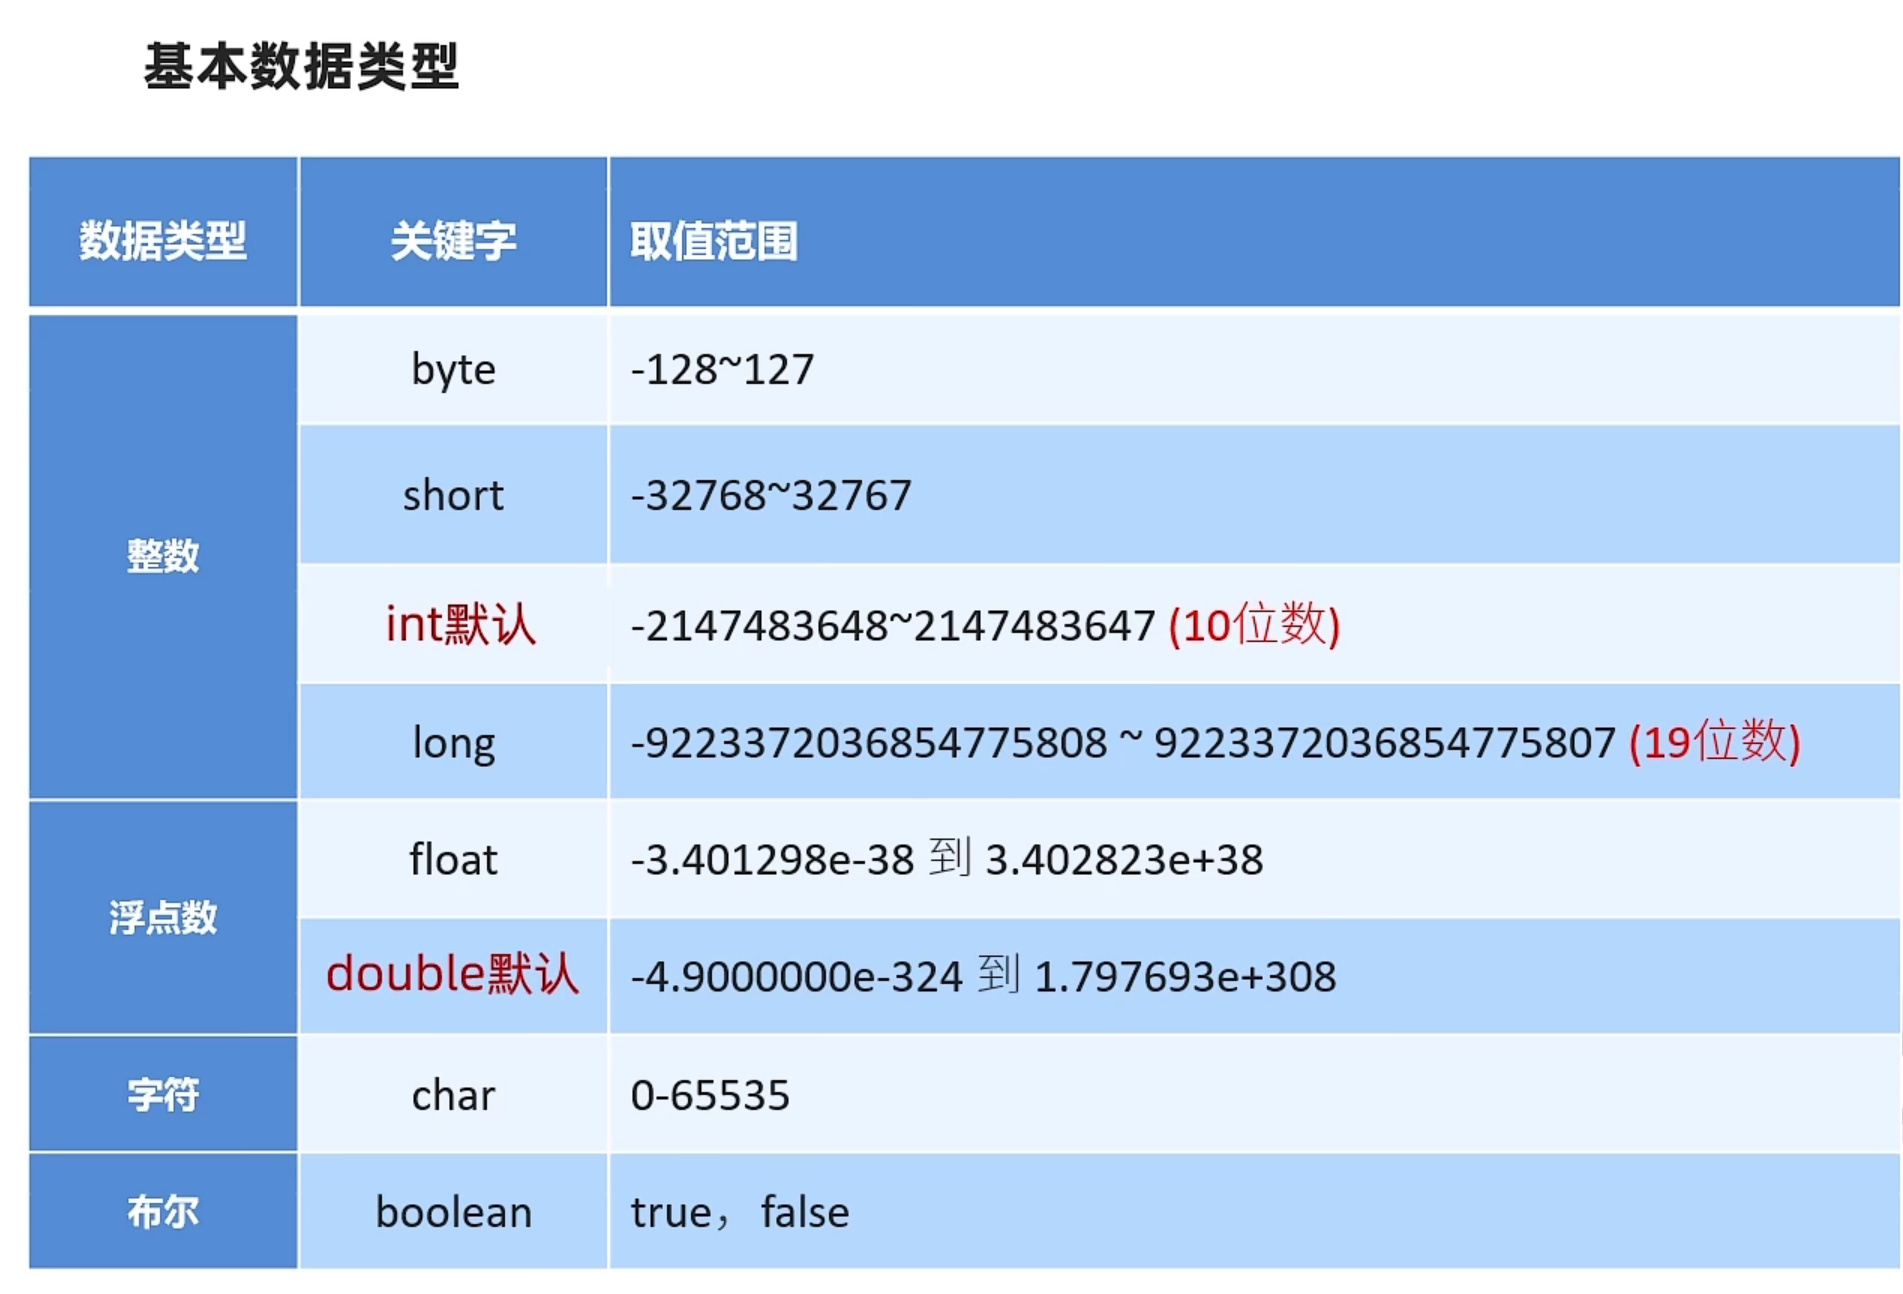 基本数据类型
数据类型 关键字 取值范围
整数
byte -128~127
short -32768~32767
int默认 -2147483648~2147483647 (10位数)
long -9223372036854775808 ~ 9223372036854775807 (19位数)
浮点数
float -3.401298e-38 到 3.402823e+38
double默认 -4.9000000e-324 到 1.797693e+308
字符 char 0-65535
布尔 boolean true， false